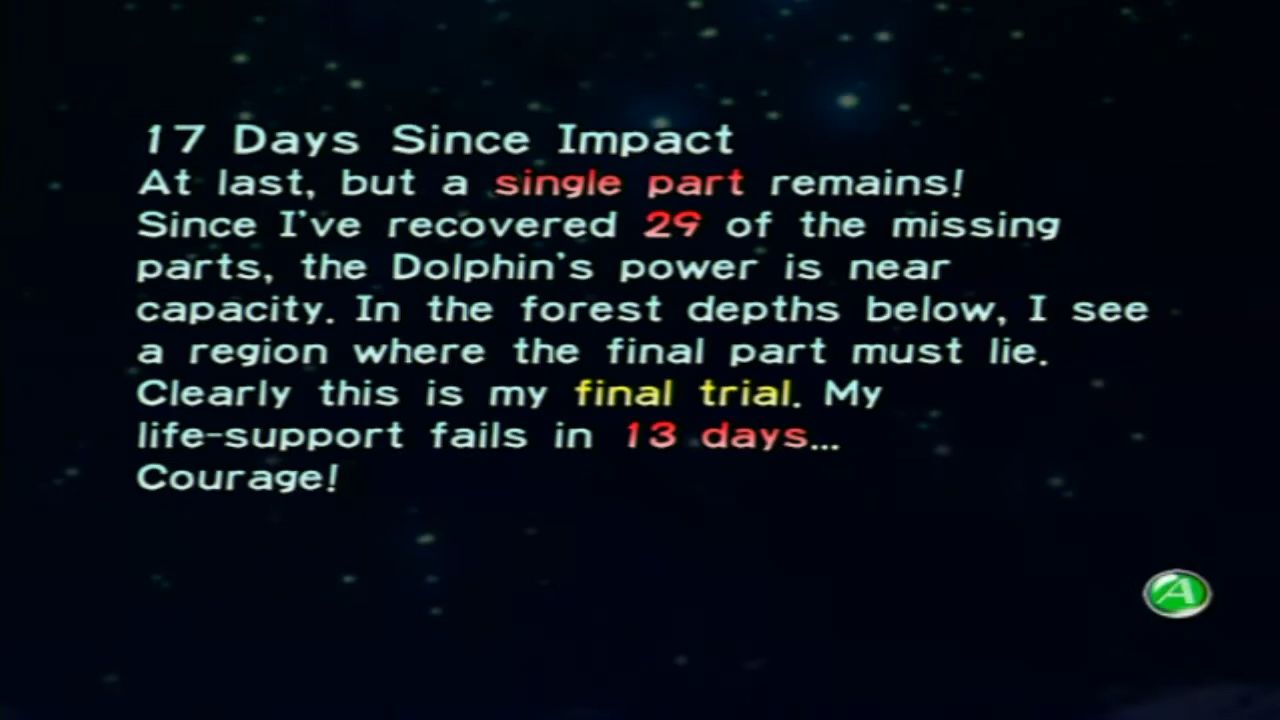 17 Days Since Impact
At last, but a single part remains!
Since I've recovered 29 of the missing
parts, the Dolphin's power is near
capacity. In the forest depths below, I see
a region where the final part must lie.
Clearly this is my final trial. My
life-support fails in 13 days...
Courage!
A